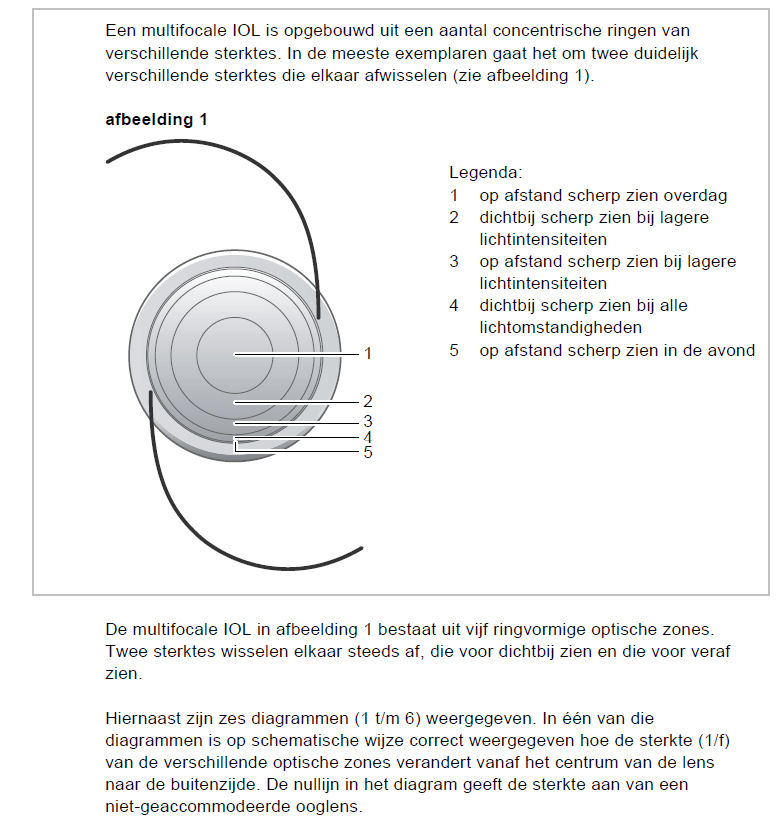 Een multifocale IOL is opgebouwd uit een aantal concentrische ringen van
verschillende sterktes. In de meeste exemplaren gaat het om twee duidelijk
verschillende sterktes die elkaar afwisselen (zie afbeelding 1).
afbeelding 1
Legenda:
1 op afstand scherp zien overdag
2 dichtbij scherp zien bij lagere
lichtintensiteiten
3 op afstand scherp zien bij lagere
lichtintensiteiten
4 dichtbij scherp zien bij alle
lichtomstandigheden
5 op afstand scherp zien in de avond
1
2
3
4
5
De multifocale IOL in afbeelding 1 bestaat uit vijf ringvormige optische zones.
Twee sterktes wisselen elkaar steeds af, die voor dichtbij zien en die voor veraf
zien.
Hiernaast zijn zes diagrammen (1 t/m 6) weergegeven. In één van die
diagrammen is op schematische wijze correct weergegeven hoe de sterkte (1/f)
van de verschillende optische zones verandert vanaf het centrum van de lens
naar de buitenzijde. De nullijn in het diagram geeft de sterkte aan van een
niet-geaccommodeerde ooglens.